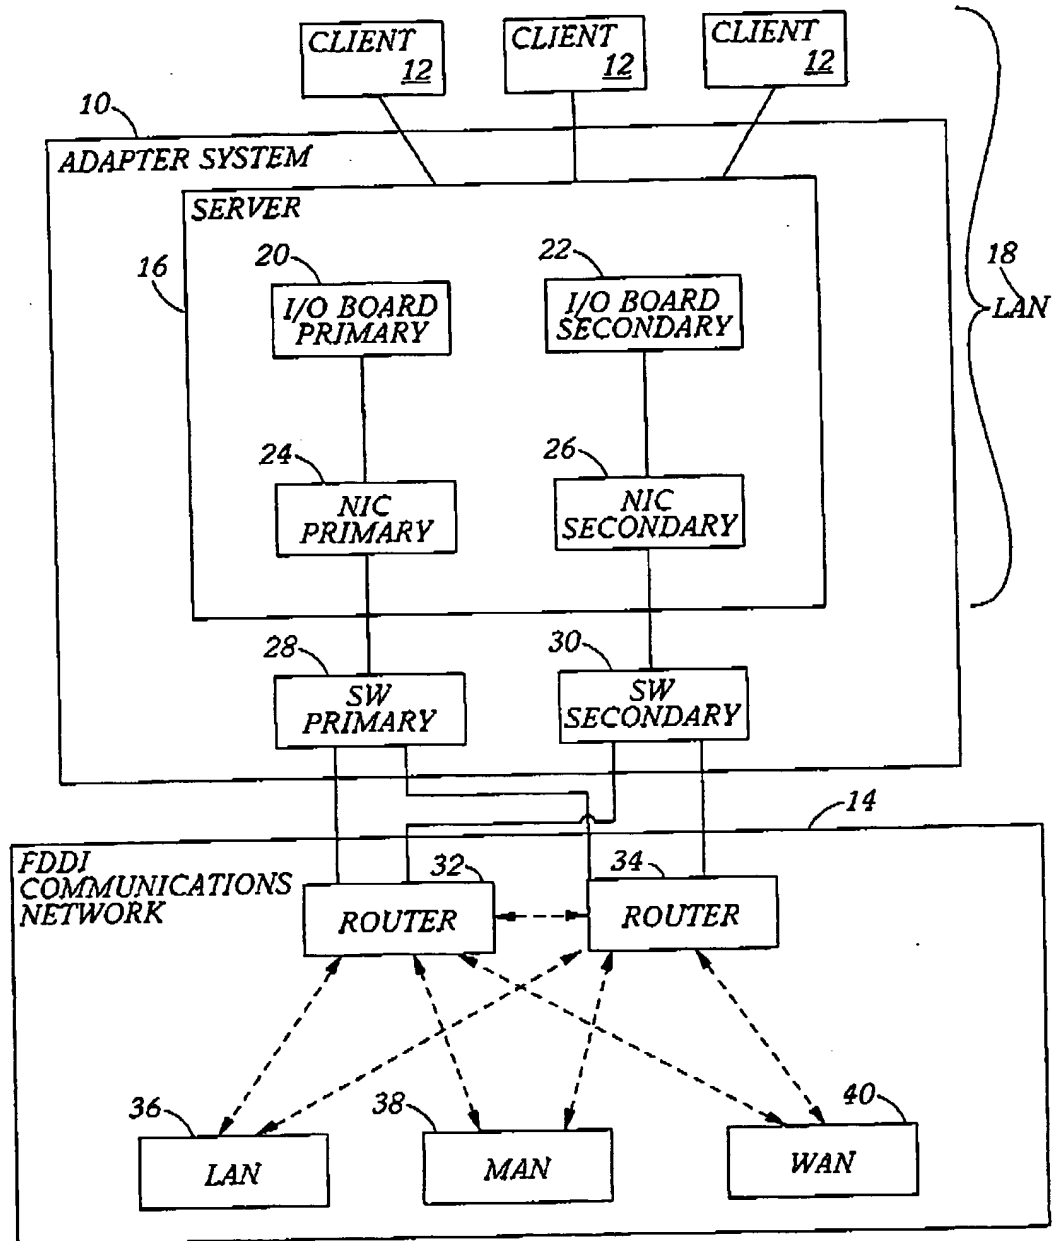 CLIENT
12
CLIENT
12
CLIENT
12
10
ADAPTER SYSTEM
SERVER
16
20
22
18
I/O BOARD
PRIMARY
I/O BOARD
SECONDARY
LAN
24
26
NIC
PRIMARY
NIC
SECONDARY
28
30
SW
PRIMARY
SW
SECONDARY
14
FDDI
COMMUNICATIONS
NETWORK
32
34
ROUTER
ROUTER
36
38
40
LAN
MAN
WAN